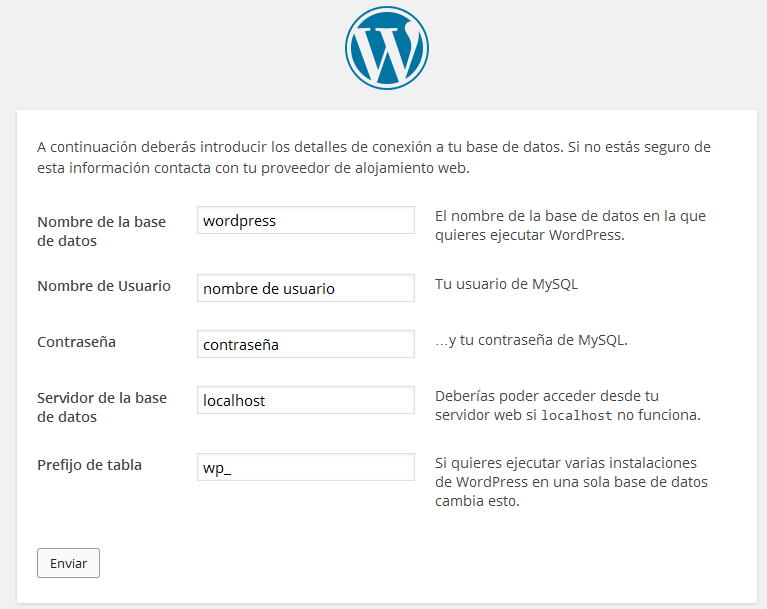 A continuación deberás introducir los detalles de conexión a tu base de datos. Si no estás seguro de
esta información contacta con tu proveedor de alojamiento web.
Nombre de la base
de datos
wordpress
El nombre de la base de datos en la que
quieres ejecutar WordPress.
Nombre de Usuario
nombre de usuario
Tu usuario de MySQL
Contraseña
contraseña
…y tu contraseña de MySQL.
Servidor de la base
de datos
localhost
Deberías poder acceder desde tu
servidor web si localhost no funciona.
Prefijo de tabla
wp_
Si quieres ejecutar varias instalaciones
de WordPress en una sola base de datos
cambia esto.
Enviar